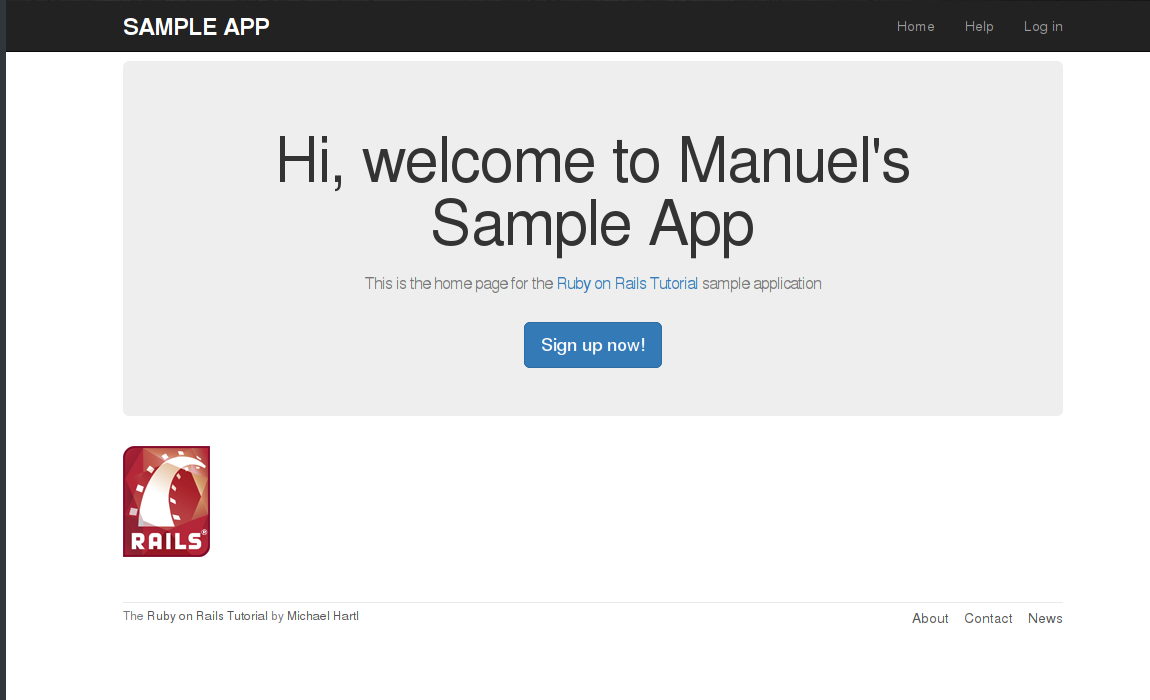 SAMPLE APP
Home Help Log in
Hi, welcome to Manuel's
Sample App
This is the home page for the Ruby on Rails Tutorial sample application
Sign up now!
RAILS®
The Ruby on Rails Tutorial by Michael Hartl
About Contact News